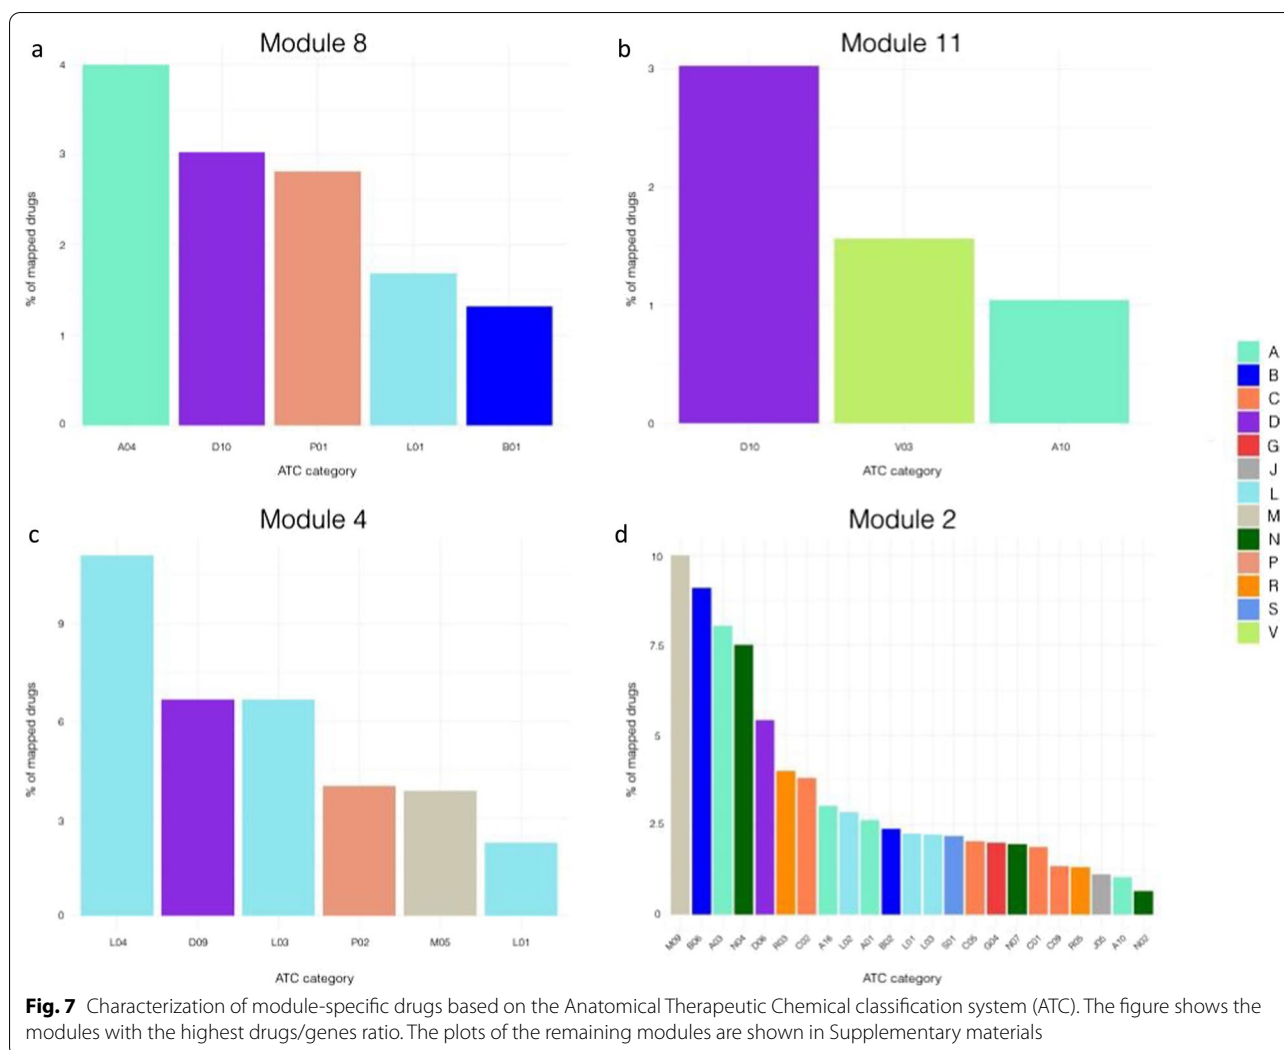 a
Module 8
% of mapped drugs
4
3
2
1
0
A04 D10 P01 L01 B01
ATC category
b
Module 11
% of mapped drugs
3
2
1
0
D10 V03 A10
ATC category
A
B
C
D
G
J
L
M
N
P
R
S
V
c
Module 4
% of mapped drugs
9
6
3
0
L04 D09 L03 P02 M05 L01
ATC category
d
Module 2
% of mapped drugs
10
7.5
5
2.5
0
M09 B06 A03 N04 D06 R03 C02 A16 L02 A01 B02 L01 L03 S01 C05 G04 N07 C01 C09 R05 J05 A10 N02
ATC category
Fig. 7 Characterization of module-specific drugs based on the Anatomical Therapeutic Chemical classification system (ATC). The figure shows the
modules with the highest drugs/genes ratio. The plots of the remaining modules are shown in Supplementary materials